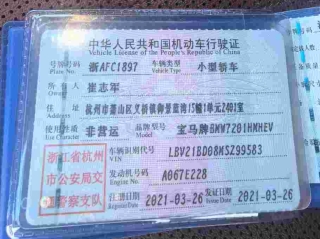 中华人民共和国机动车行驶证
Vehicle License of the People's Republic of China
号牌号码 浙AFC1897 车辆类型 小型轿车
Plate No. Vehicle Type
所有人 崔志军
Owner
住址 杭州市萧山区义桥镇御景蓝湾15幢1单元2401室
使用性质 非营运 品牌型号 宝马牌BMW7201HMHEV
车辆识别代号 LBV21BD08MSZ99583
VIN
浙江省杭州
市公安局交
警察支队
发动机号码 A067E228
Engine No.
注册日期 2021-03-26 发证日期 2021-03-26
Register Date Issue Date